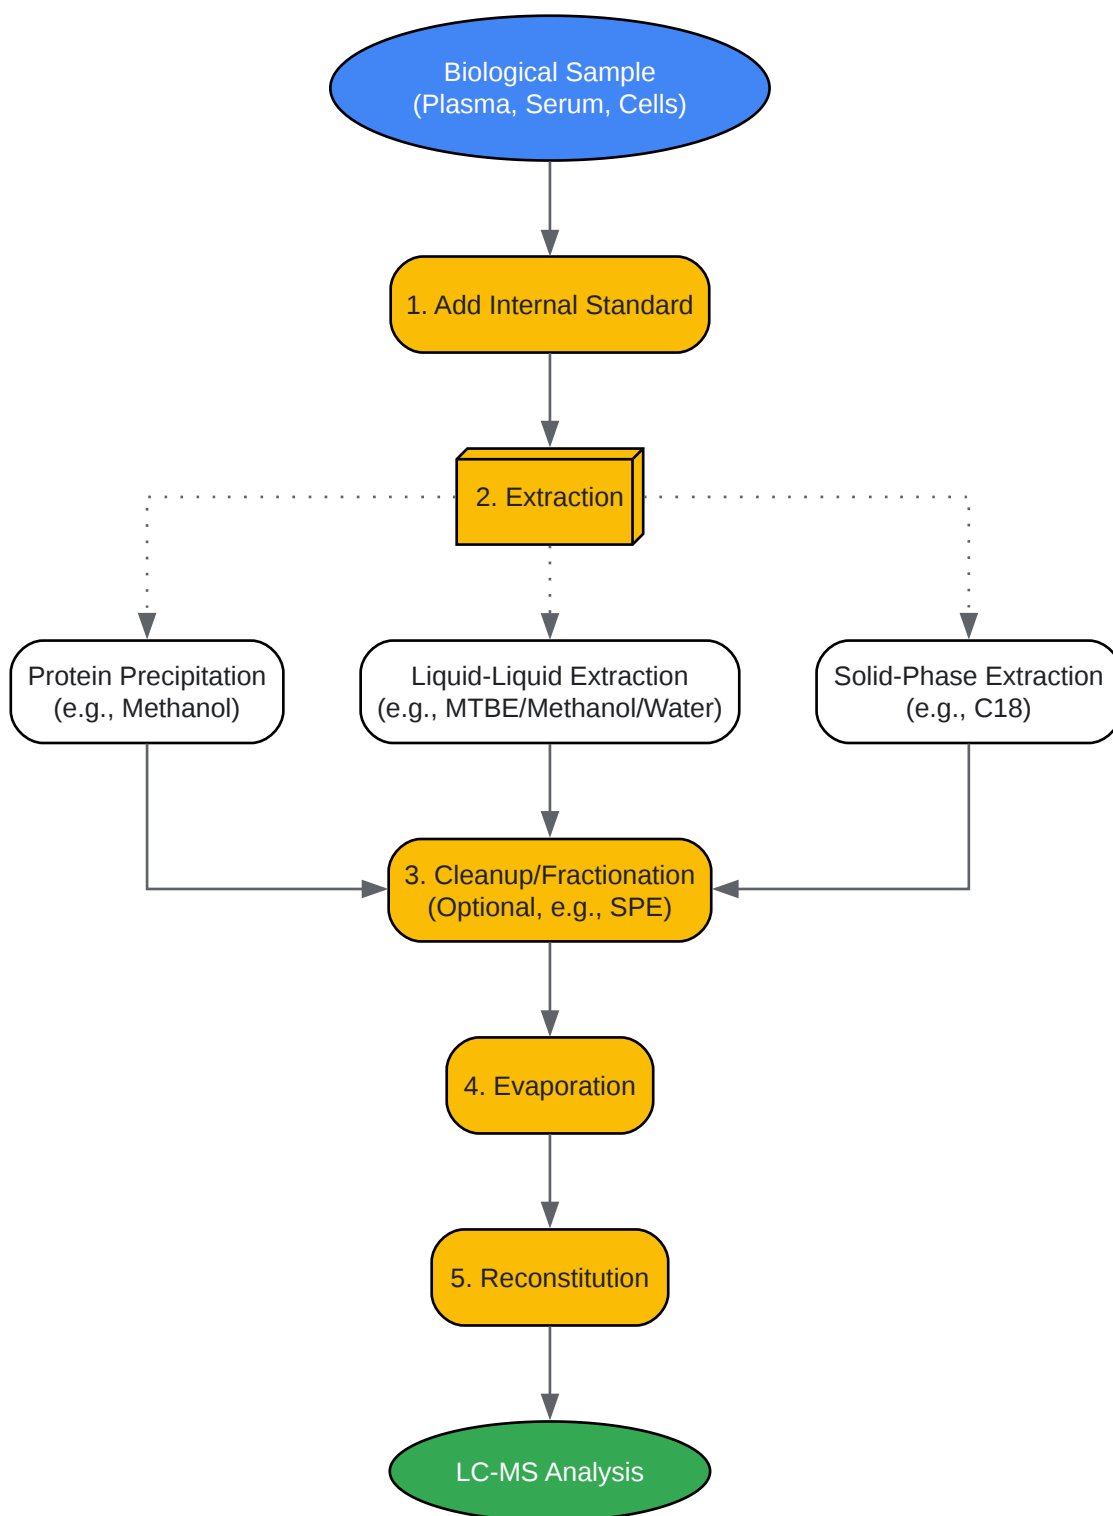 Biological Sample
(Plasma, Serum, Cells)
1. Add Internal Standard
2. Extraction
Protein Precipitation
(e.g., Methanol)
Liquid-Liquid Extraction
(e.g., MTBE/Methanol/Water)
Solid-Phase Extraction
(e.g., C18)
3. Cleanup/Fractionation
(Optional, e.g., SPE)
4. Evaporation
5. Reconstitution
LC-MS Analysis